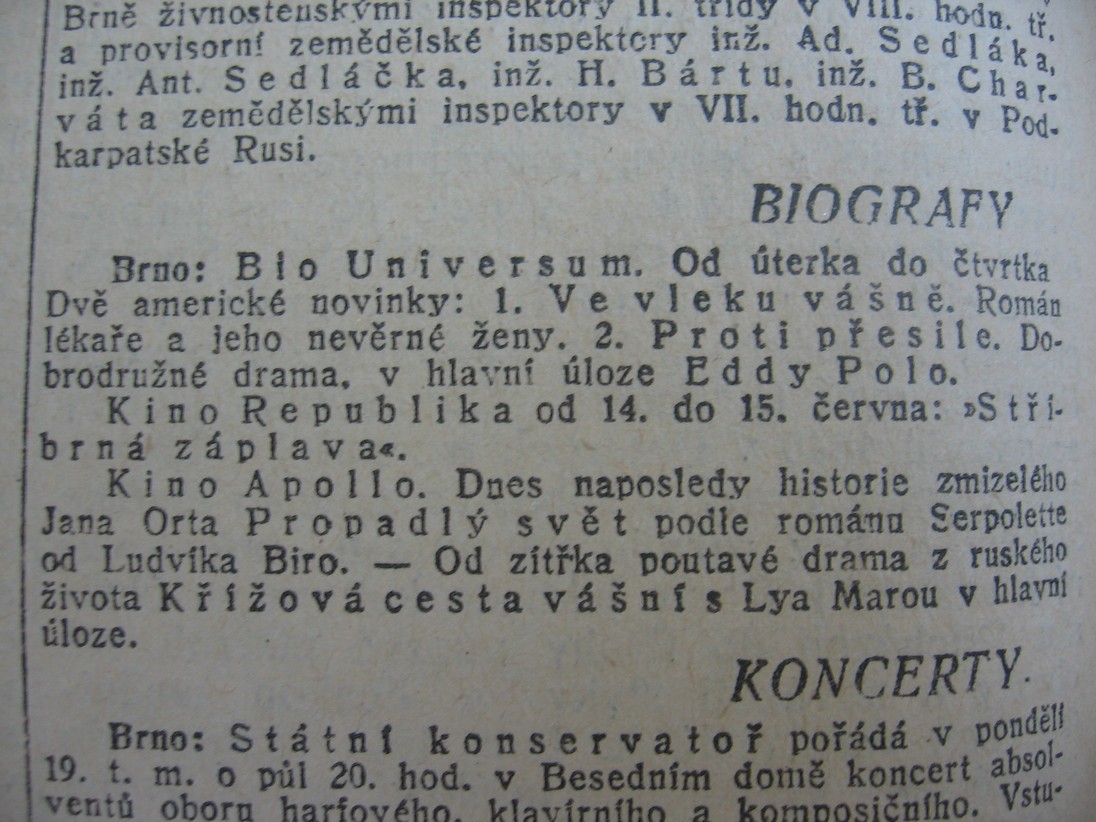 Brně živnostenskými inspektory II. třídy v VIII. hodn. tř.
a provisorní zemědělské inspektory inž. Ad. Sedláka,
inž. Ant. Sedláčka, inž. H. Bártu, inž. B. Char-
váta zemědělskými inspektory v VII. hodn. tř. v Pod-
karpatské Rusi.
BIOGRAFY
Brno: Bio Universum. Od úterka do čtvrtka
Dvě americké novinky: 1. Ve vleku vášně. Román
lékaře a jeho nevěrné ženy. 2. Proti přesile. Do-
brodružné drama, v hlavní úloze Eddy Polo.
Kino Republika od 14. do 15. června: »Stří-
brná záplava«.
Kino Apollo. Dnes naposledy historie zmizelého
Jana Orta Propadlý svět podle románu Serpolette
od Ludvíka Biro. — Od zítřka poutavé drama z ruského
života Křížová cesta vášní s Lya Marou v hlavní
úloze.
KONCERTY.
Brno: Státní konservatoř pořádá v pondělí
19. t. m. o půl 20. hod. v Besedním domě koncert absol-
ventů oboru harfového, klavírního a komposičního. Vstu-